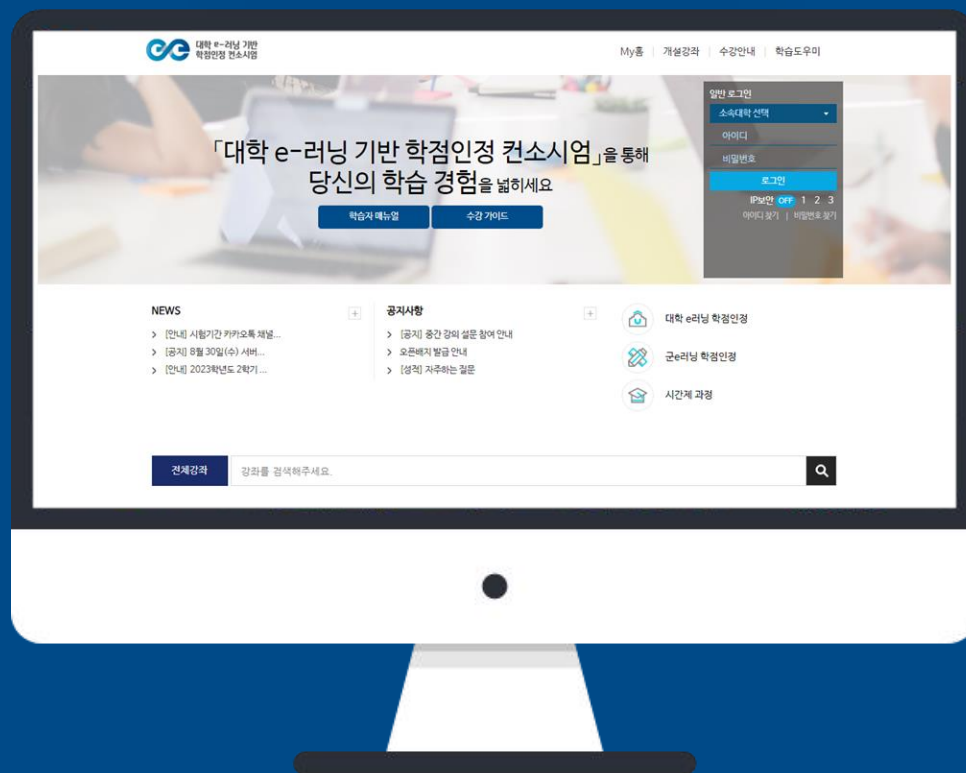 대학 e-러닝 기반
학점인정 컨소시엄
My홈 개설강좌 수강안내 학습도우미
「대학 e-러닝 기반 학점인정 컨소시엄」을 통해
당신의 학습 경험을 넓히세요
학습자 매뉴얼 수강 가이드
일반 로그인
소속대학 선택
아이디
비밀번호
로그인
IP보안 OFF 1 2 3
아이디 찾기 | 비밀번호 찾기
NEWS
[안내] 시험기간 카카오톡 채널...
[공지] 8월 30일(수) 서버...
[안내] 2023학년도 2학기 ...
공지사항
[공지] 중간 강의 설문 참여 안내
오픈배지 발급 안내
[성적] 자주하는 질문
대학 e러닝 학점인정
군e러닝 학점인정
시간제 과정
전체강좌 강좌를 검색해주세요.